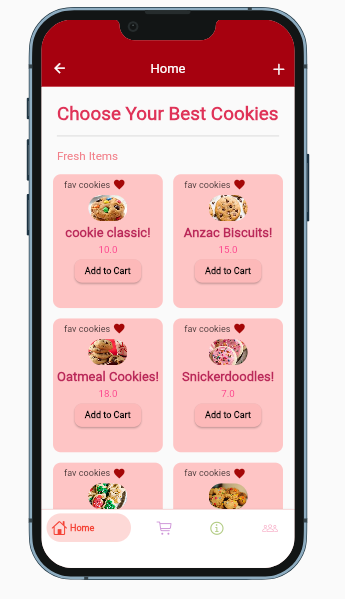 Home
Choose Your Best Cookies
Fresh Items
fav cookies
cookie classic!
10.0
Add to Cart
fav cookies
Anzac Biscuits!
15.0
Add to Cart
fav cookies
Oatmeal Cookies!
18.0
Add to Cart
fav cookies
Snickerdoodles!
7.0
Add to Cart
fav cookies
fav cookies
Home